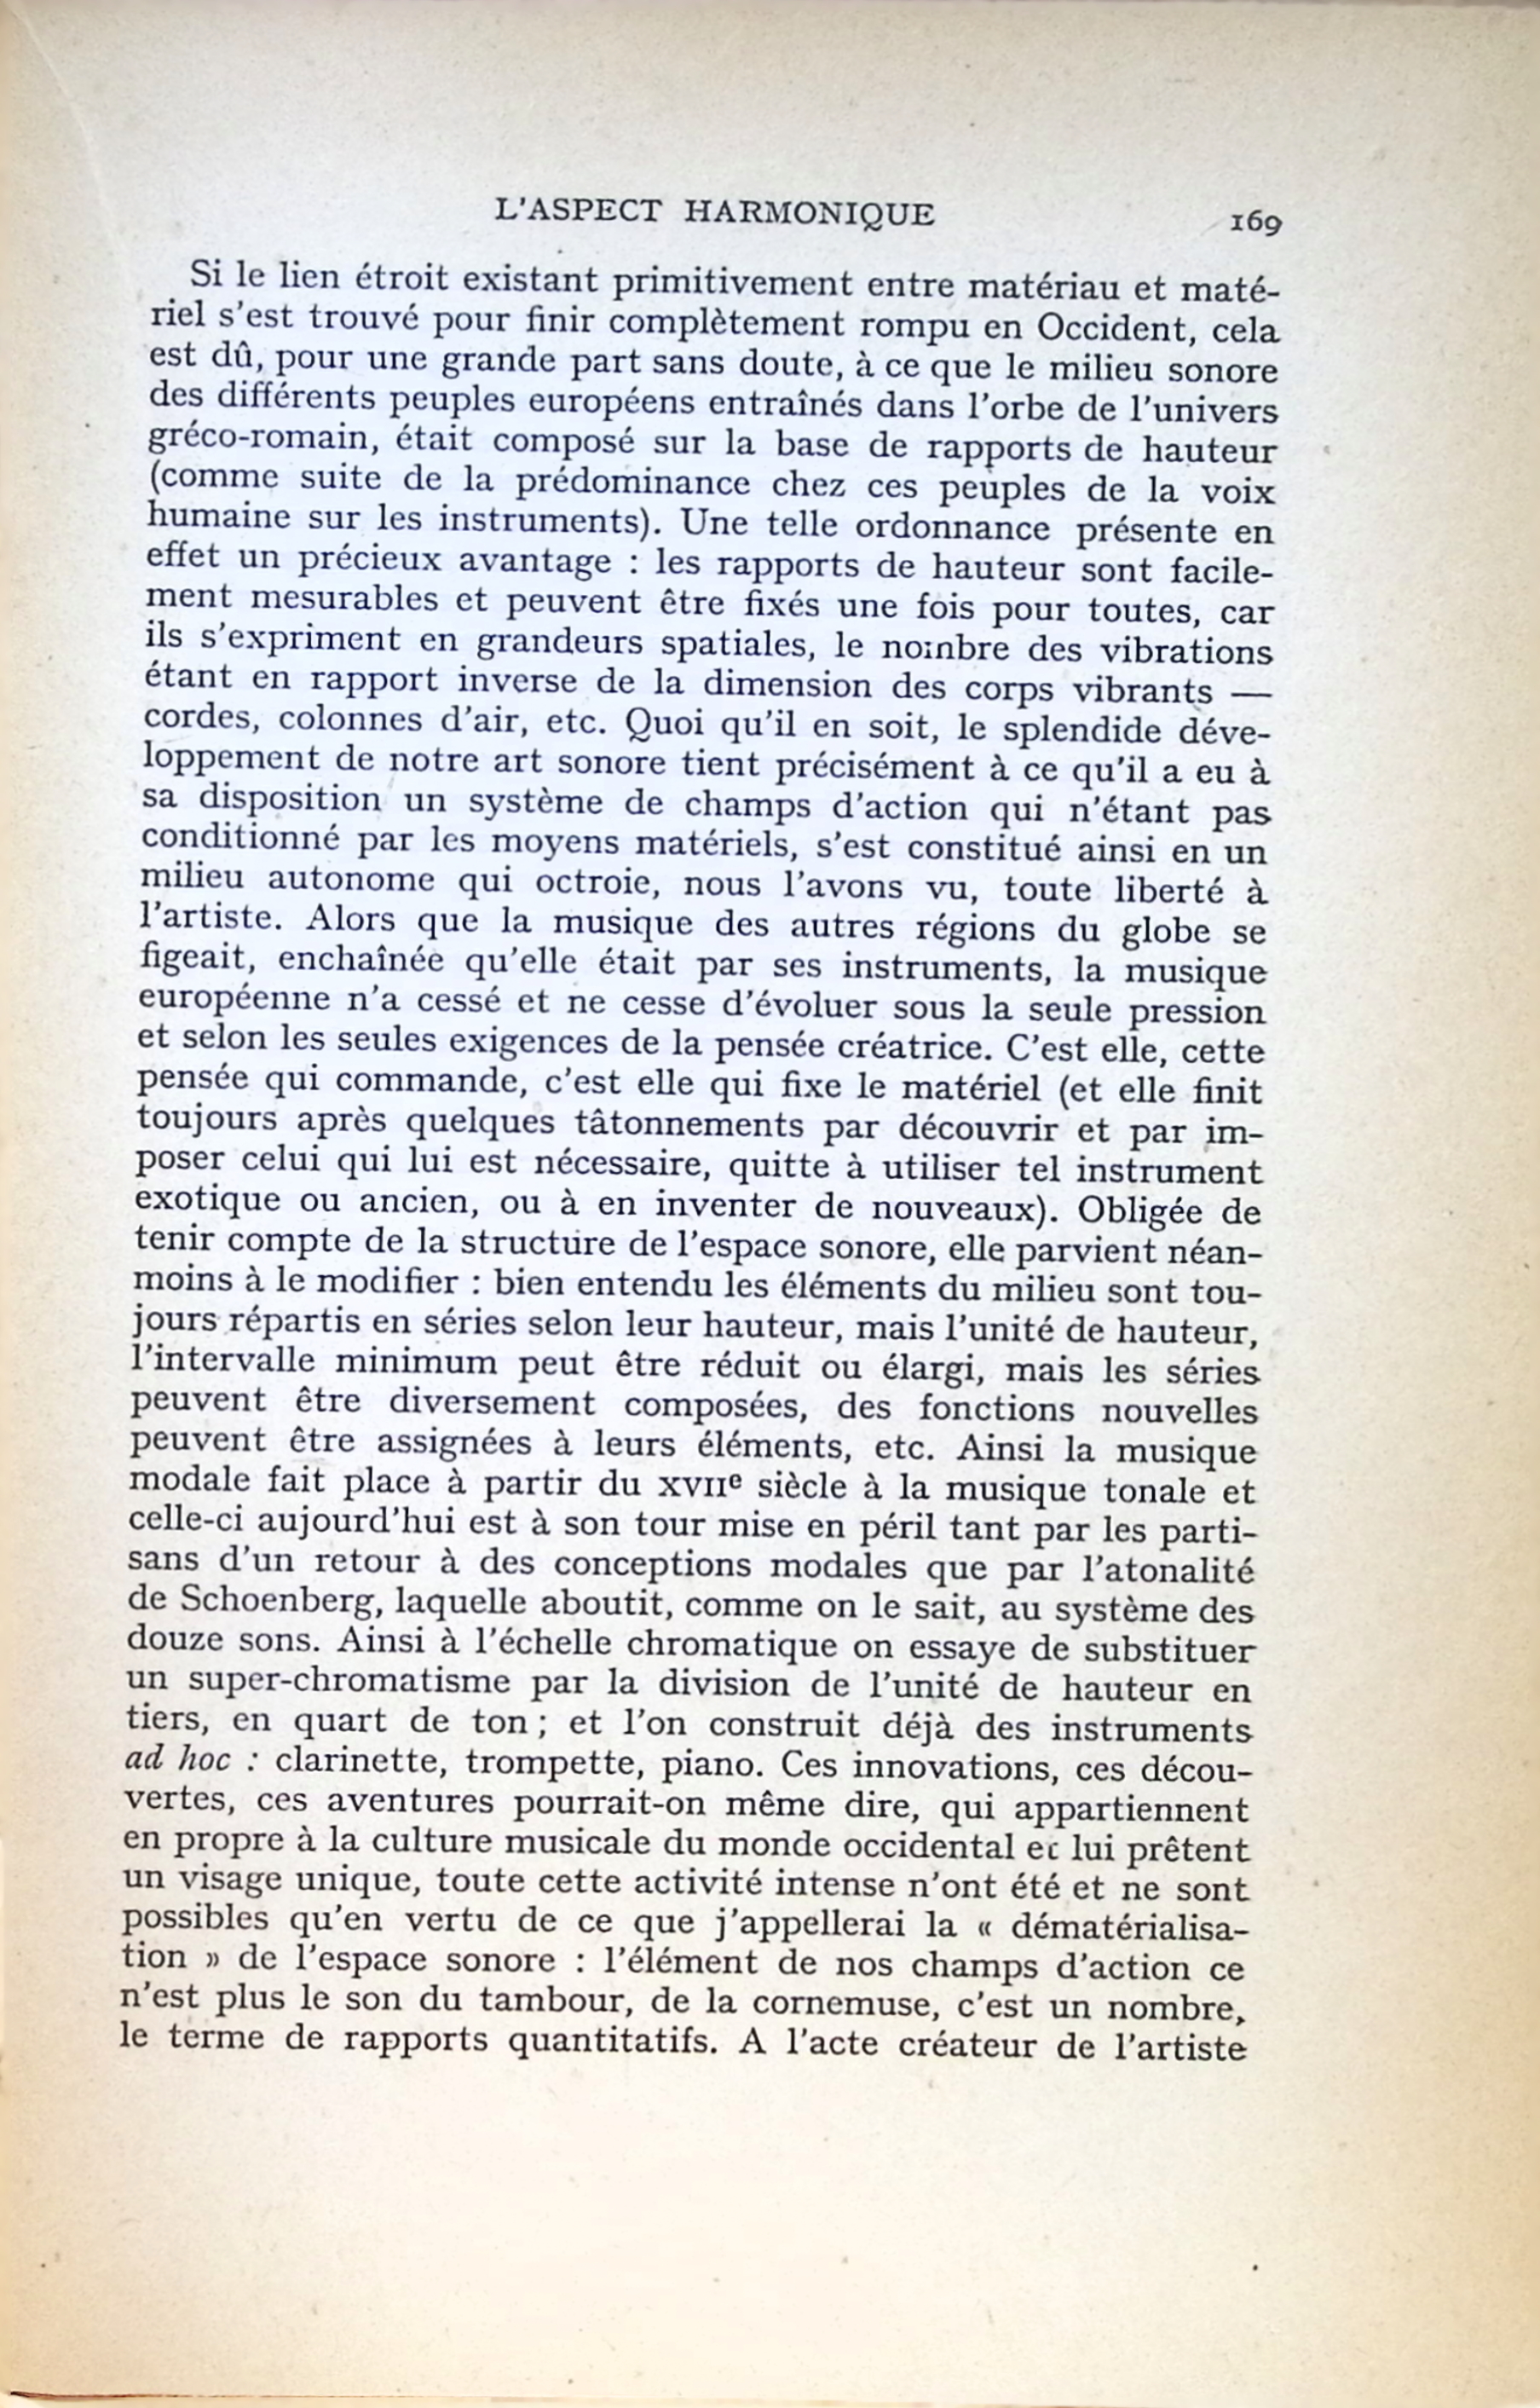 L'ASPECT HARMONIQUE 169
Si le lien étroit existant primitivement entre matériau et maté-
riel s'est trouvé pour finir complètement rompu en Occident, cela
est dû, pour une grande part sans doute, à ce que le milieu sonore
des différents peuples européens entraînés dans l'orbe de l'univers
gréco-romain, était composé sur la base de rapports de hauteur
(comme suite de la prédominance chez ces peuples de la voix
humaine sur les instruments). Une telle ordonnance présente en
effet un précieux avantage : les rapports de hauteur sont facile-
ment mesurables et peuvent être fixés une fois pour toutes, car
ils s'expriment en grandeurs spatiales, le nombre des vibrations
étant en rapport inverse de la dimension des corps vibrants —
cordes, colonnes d'air, etc. Quoi qu'il en soit, le splendide déve-
loppement de notre art sonore tient précisément à ce qu'il a eu à
sa disposition un système de champs d'action qui n'étant pas
conditionné par les moyens matériels, s'est constitué ainsi en un
milieu autonome qui octroie, nous l'avons vu, toute liberté à
l'artiste. Alors que la musique des autres régions du globe se
figeait, enchaînée qu'elle était par ses instruments, la musique
européenne n'a cessé et ne cesse d'évoluer sous la seule pression
et selon les seules exigences de la pensée créatrice. C'est elle, cette
pensée qui commande, c'est elle qui fixe le matériel (et elle finit
toujours après quelques tâtonnements par découvrir et par im-
poser celui qui lui est nécessaire, quitte à utiliser tel instrument
exotique ou ancien, ou à en inventer de nouveaux). Obligée de
tenir compte de la structure de l'espace sonore, elle parvient néan-
moins à le modifier : bien entendu les éléments du milieu sont tou-
jours répartis en séries selon leur hauteur, mais l'unité de hauteur,
l'intervalle minimum peut être réduit ou élargi, mais les séries
peuvent être diversement composées, des fonctions nouvelles
peuvent être assignées à leurs éléments, etc. Ainsi la musique
modale fait place à partir du XVIIe siècle à la musique tonale et
celle-ci aujourd'hui est à son tour mise en péril tant par les parti-
sans d'un retour à des conceptions modales que par l'atonalité
de Schoenberg, laquelle aboutit, comme on le sait, au système des
douze sons. Ainsi à l'échelle chromatique on essaye de substituer
un super-chromatisme par la division de l'unité de hauteur en
tiers, en quart de ton ; et l'on construit déjà des instruments
ad hoc : clarinette, trompette, piano. Ces innovations, ces décou-
vertes, ces aventures pourrait-on même dire, qui appartiennent
en propre à la culture musicale du monde occidental et lui prêtent
un visage unique, toute cette activité intense n'ont été et ne sont
possibles qu'en vertu de ce que j'appellerai la « dématérialisa-
tion » de l'espace sonore : l'élément de nos champs d'action ce
n'est plus le son du tambour, de la cornemuse, c'est un nombre,
le terme de rapports quantitatifs. A l'acte créateur de l'artiste